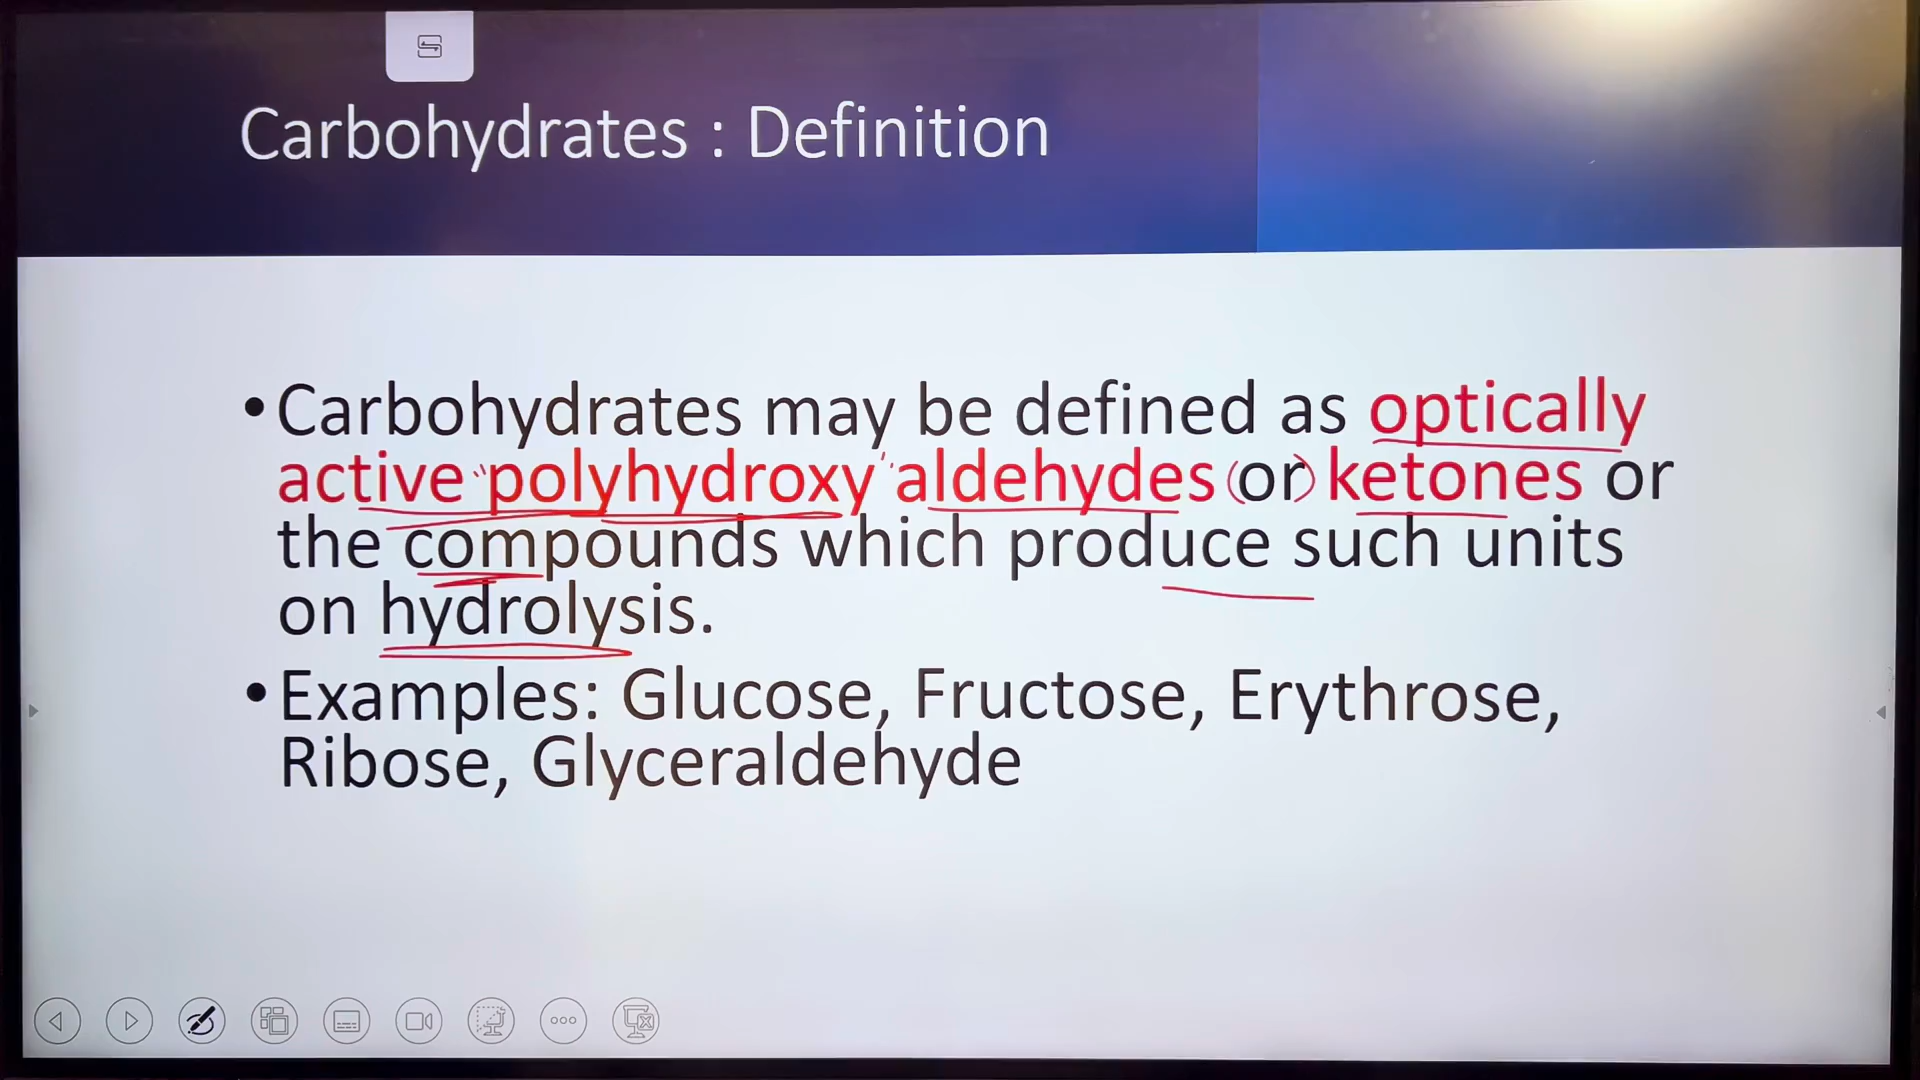 Carbohydrates : Definition
•Carbohydrates may be defined as optically
active "polyhydroxy" aldehydes (or) ketones or
the compounds which produce such units
on hydrolysis.
•Examples: Glucose, Fructose, Erythrose,
Ribose, Glyceraldehyde